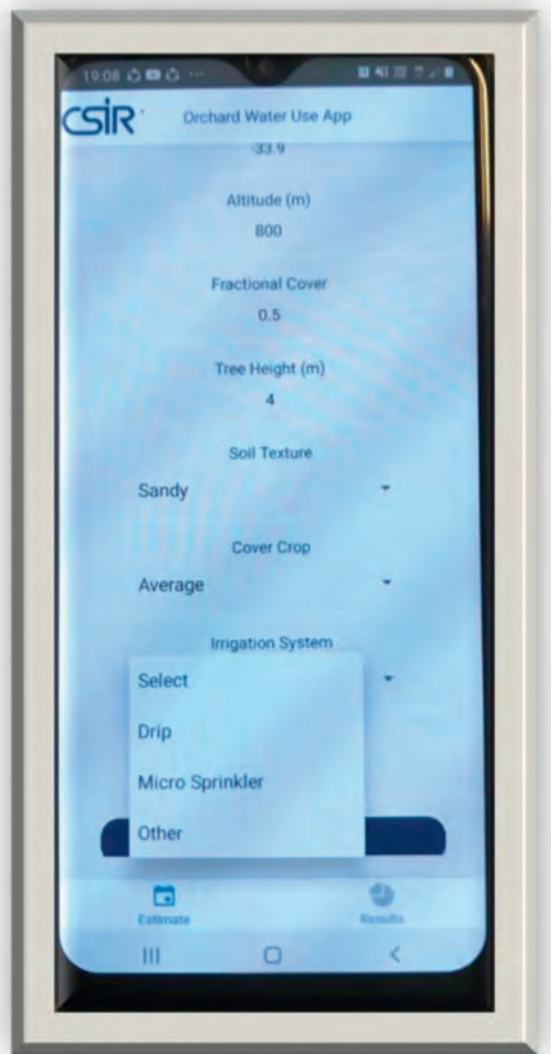 19:08
CSIR
Orchard Water Use App
-33.9
Altitude (m)
800
Fractional Cover
0.5
Tree Height (m)
4
Soil Texture
Sandy
Cover Crop
Average
Irrigation System
Select
Drip
Micro Sprinkler
Other
Estimate
Results